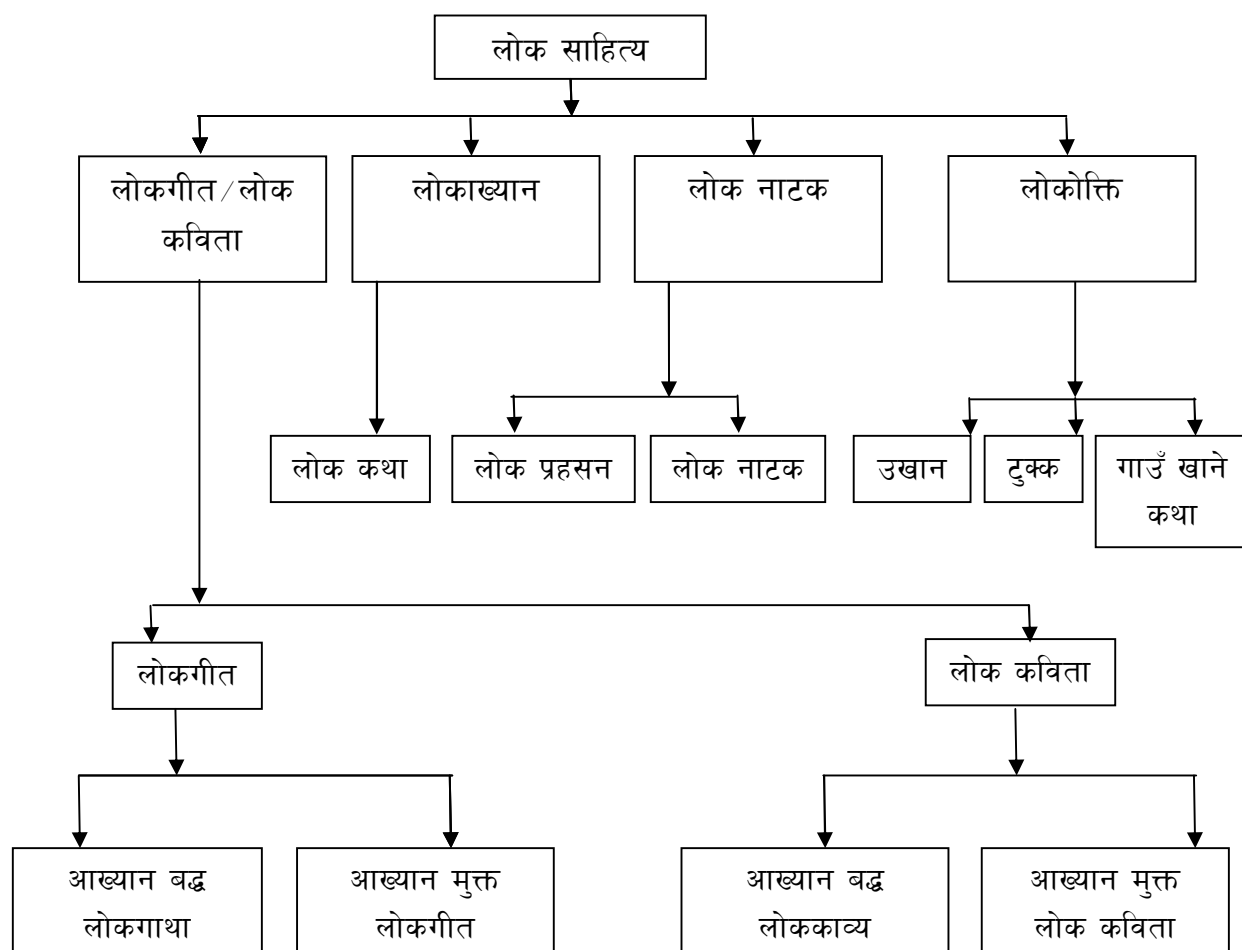 लोक साहित्य
लोकगीत/लोक
कविता
लोकाख्यान
लोक नाटक
लोकोक्ति
लोक कथा
लोक प्रहसन
लोक नाटक
उखान
टुक्क
गाउँ खाने
कथा
लोकगीत
लोक कविता
आख्यान बद्ध
लोकगाथा
आख्यान मुक्त
लोकगीत
आख्यान बद्ध
लोककाव्य
आख्यान मुक्त
लोक कविता